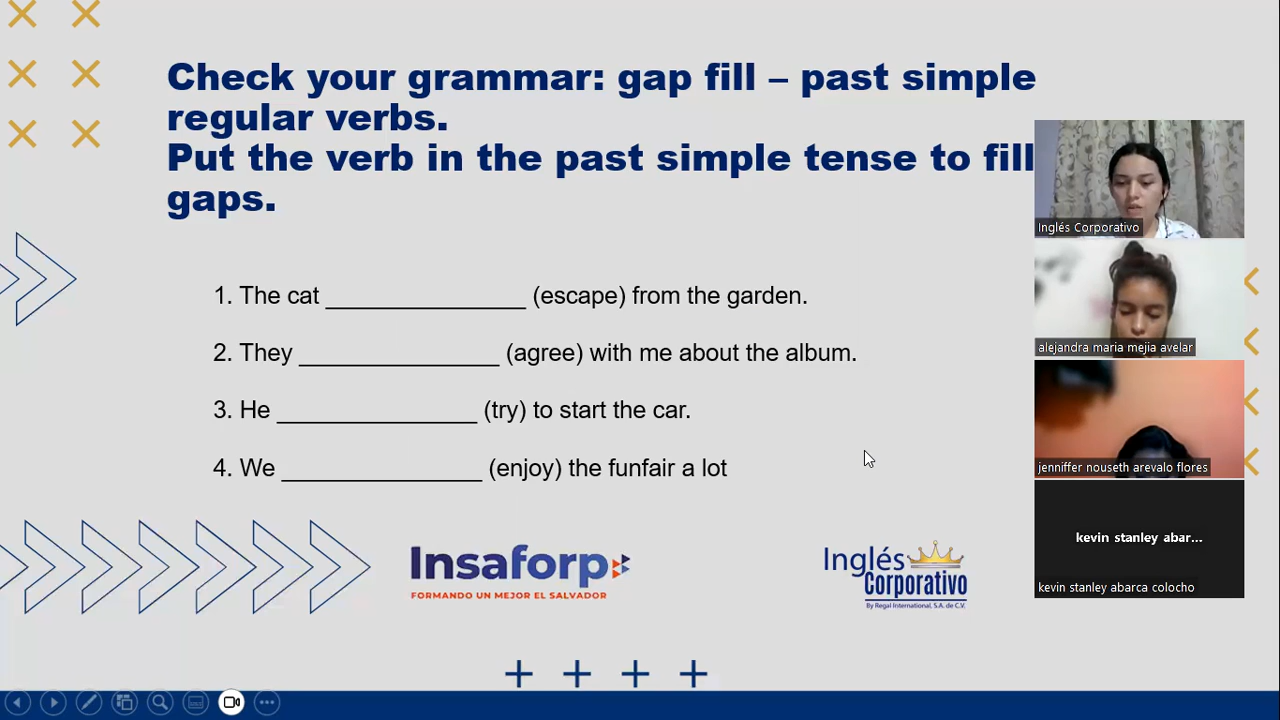 Check your grammar: gap fill – past simple
regular verbs.
Put the verb in the past simple tense to fill
gaps.
1. The cat _______________ (escape) from the garden.
2. They _______________ (agree) with me about the album.
3. He _______________ (try) to start the car.
4. We _______________ (enjoy) the funfair a lot
Insaforp
FORMANDO UN MEJOR EL SALVADOR
Inglés
Corporativo
By Regal International, S.A. de C.V.
Inglés Corporativo
alejandra maria mejia avelar
jenniffer nouseth arevalo flores
kevin stanley abar...
kevin stanley abarca colocho